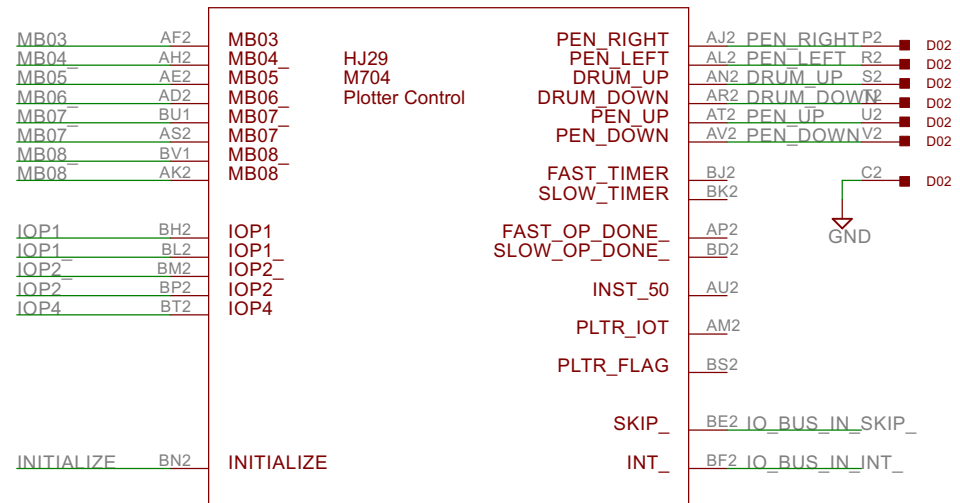 MB03 AF2 MB03 PEN_RIGHT AJ2 PEN_RIGHT P2 D02
MB04_ AH2 MB04_ HJ29 PEN_LEFT AL2 PEN_LEFT R2 D02
MB05 AE2 MB05 M704 DRUM_UP AN2 DRUM_UP S2 D02
MB06_ AD2 MB06_ Plotter Control DRUM_DOWN AR2 DRUM_DOWN T2 D02
MB07_ BU1 MB07_ PEN_UP AT2 PEN_UP U2 D02
MB07 AS2 MB07 PEN_DOWN AV2 PEN_DOWN V2 D02
MB08_ BV1 MB08_
MB08 AK2 MB08 FAST_TIMER BJ2 C2 D02
SLOW_TIMER BK2
IOP1 BH2 IOP1 FAST_OP_DONE_ AP2 GND
IOP1_ BL2 IOP1_ SLOW_OP_DONE_ BD2
IOP2_ BM2 IOP2_
IOP2 BP2 IOP2 INST_50 AU2
IOP4 BT2 IOP4
PLTR_IOT AM2
PLTR_FLAG BS2
SKIP_ BE2 IO_BUS_IN_SKIP_
INITIALIZE BN2 INITIALIZE INT_ BF2 IO_BUS_IN_INT_